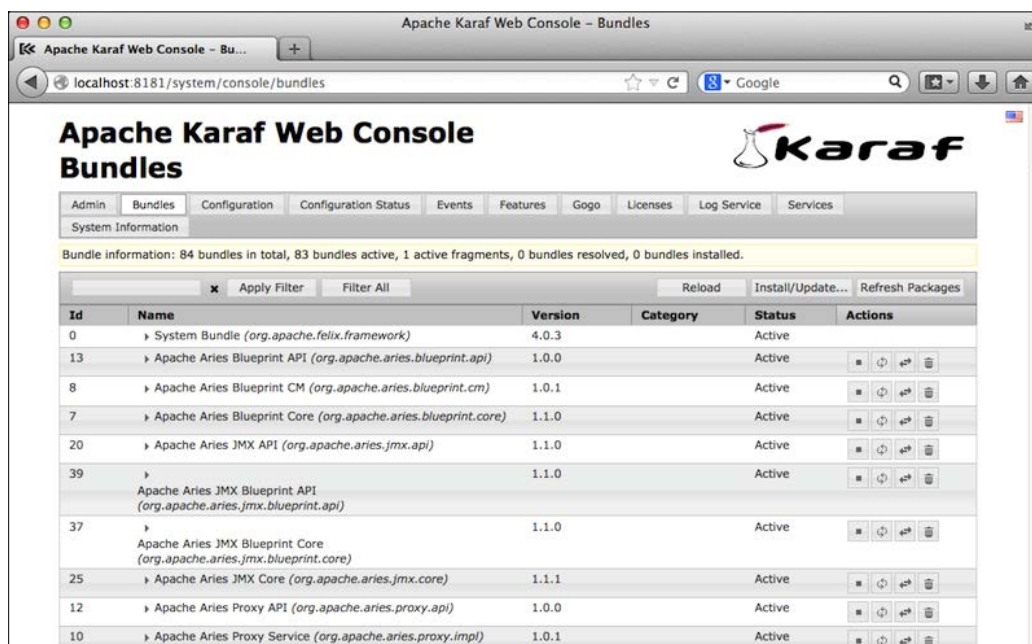 Apache Karaf Web Console – Bundles
Apache Karaf Web Console – Bu...
localhost:8181/system/console/bundles
Google
Apache Karaf Web Console
Bundles
Karaf
Admin Bundles Configuration Configuration Status Events Features Gogo Licenses Log Service Services
System Information
Bundle information: 84 bundles in total, 83 bundles active, 1 active fragments, 0 bundles resolved, 0 bundles installed.
Apply Filter Filter All Reload Install/Update... Refresh Packages
Id Name Version Category Status Actions
0 System Bundle (org.apache.felix.framework) 4.0.3 Active
13 Apache Aries Blueprint API (org.apache.aries.blueprint.api) 1.0.0 Active
8 Apache Aries Blueprint CM (org.apache.aries.blueprint.cm) 1.0.1 Active
7 Apache Aries Blueprint Core (org.apache.aries.blueprint.core) 1.1.0 Active
20 Apache Aries JMX API (org.apache.aries.jmx.api) 1.1.0 Active
39 1.1.0 Active
Apache Aries JMX Blueprint API
(org.apache.aries.jmx.blueprint.api)
37 1.1.0 Active
Apache Aries JMX Blueprint Core
(org.apache.aries.jmx.blueprint.core)
25 Apache Aries JMX Core (org.apache.aries.jmx.core) 1.1.1 Active
12 Apache Aries Proxy API (org.apache.aries.proxy.api) 1.0.0 Active
10 Apache Aries Proxy Service (org.apache.aries.proxy.impl) 1.0.1 Active